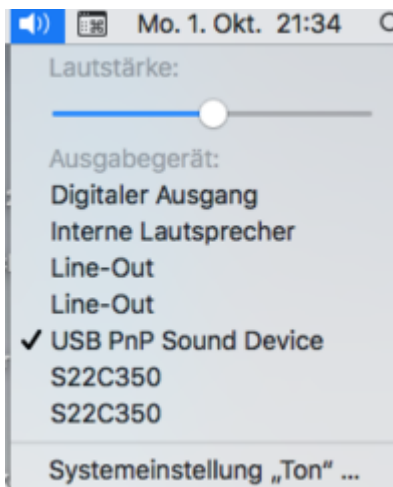 Mo. 1. Okt. 21:34
Lautstärke:
Ausgabegerät:
Digitaler Ausgang
Interne Lautsprecher
Line-Out
Line-Out
USB PnP Sound Device
S22C350
S22C350
Systemeinstellung „Ton“ ...